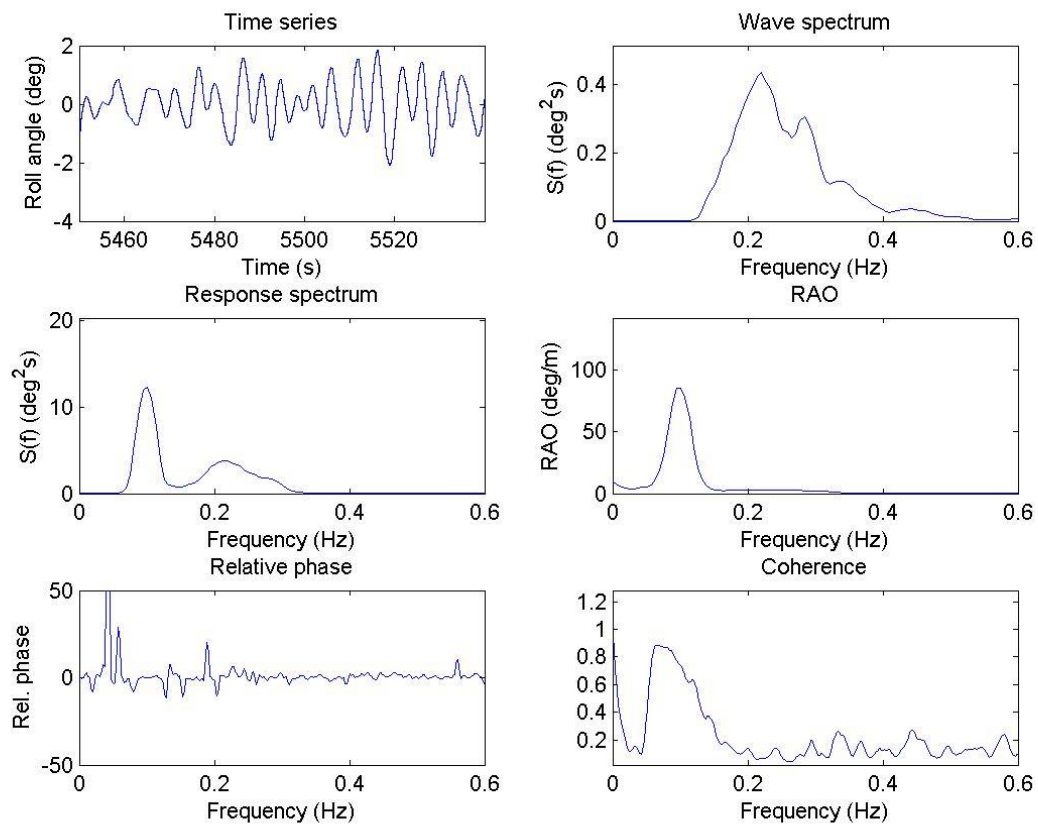 Time series
Roll angle (deg)
2
0
-2
-4
5460
5480
5500
5520
Time (s)
Wave spectrum
S(f) (deg²s)
0.4
0.2
0
0
0.2
0.4
0.6
Frequency (Hz)
Response spectrum
S(f) (deg²s)
20
10
0
0
0.2
0.4
0.6
Frequency (Hz)
RAO
RAO (deg/m)
100
50
0
0
0.2
0.4
0.6
Frequency (Hz)
Relative phase
Rel. phase
50
0
-50
0
0.2
0.4
0.6
Frequency (Hz)
Coherence
1.2
1
0.8
0.6
0.4
0.2
0
0.2
0.4
0.6
Frequency (Hz)